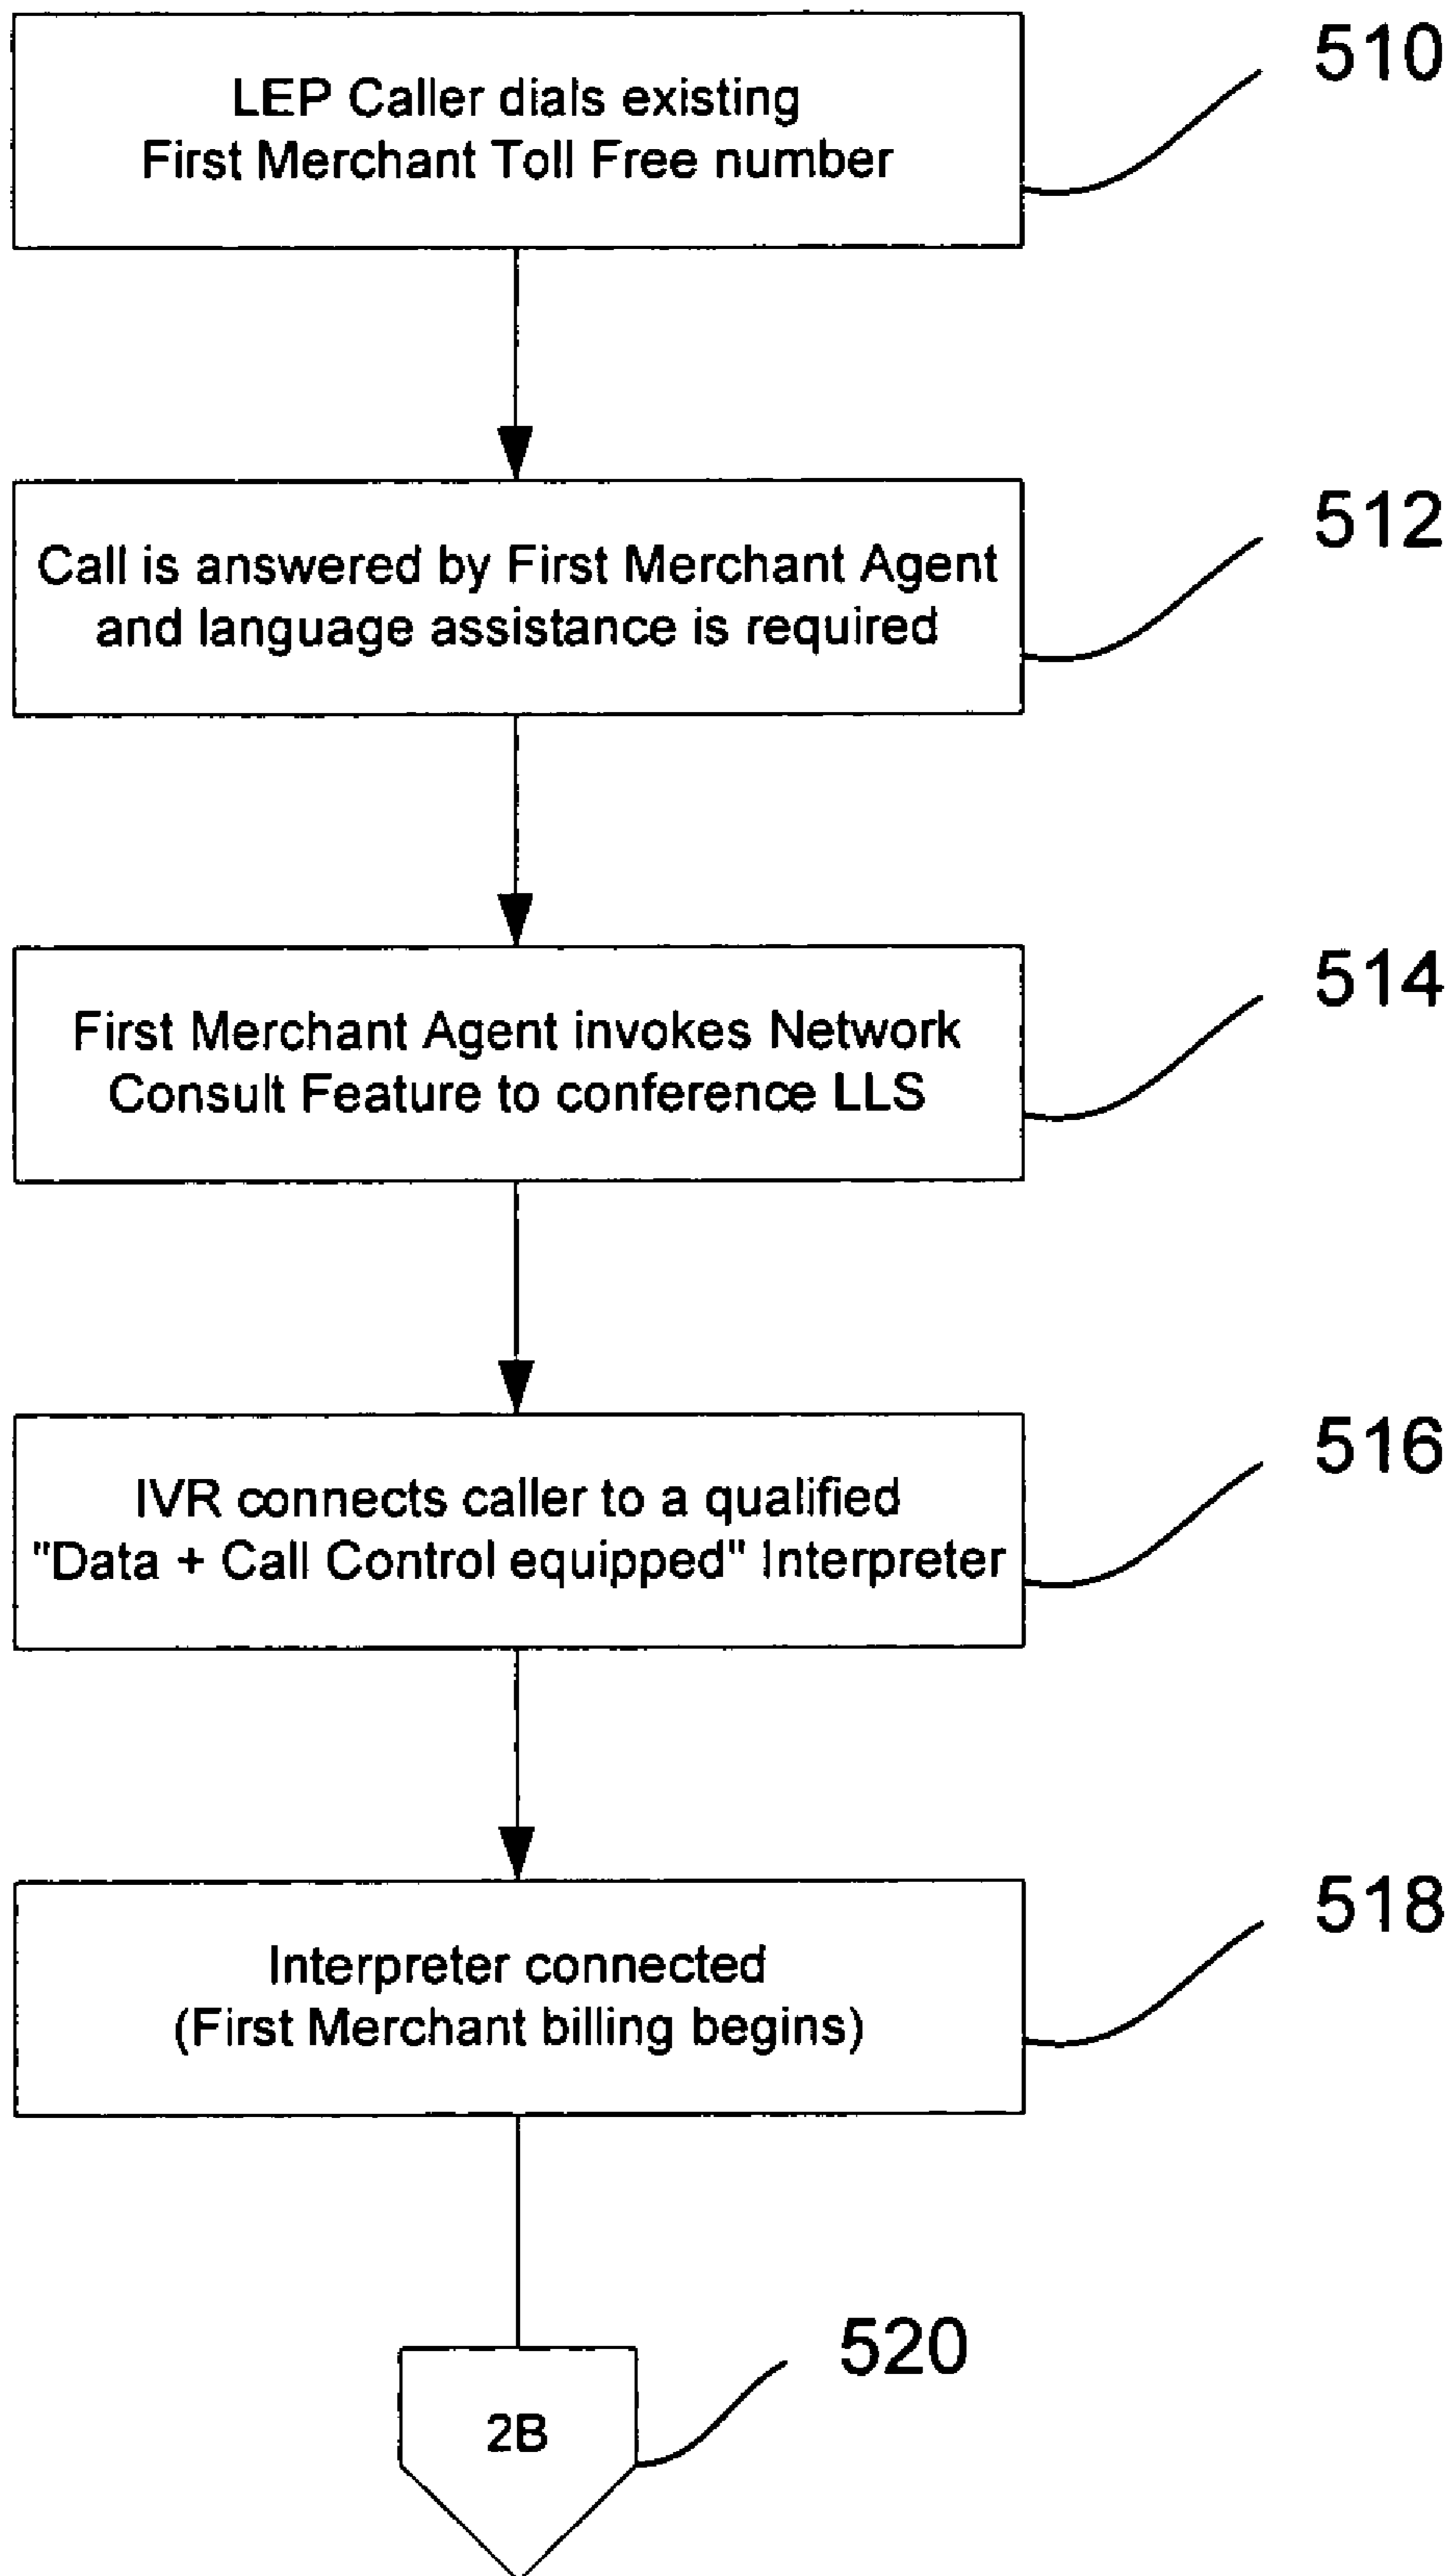 510
LEP Caller dials existing
First Merchant Toll Free number
512
Call is answered by First Merchant Agent
and language assistance is required
514
First Merchant Agent invokes Network
Consult Feature to conference LLS
516
IVR connects caller to a qualified
"Data + Call Control equipped" Interpreter
518
Interpreter connected
(First Merchant billing begins)
520
2B